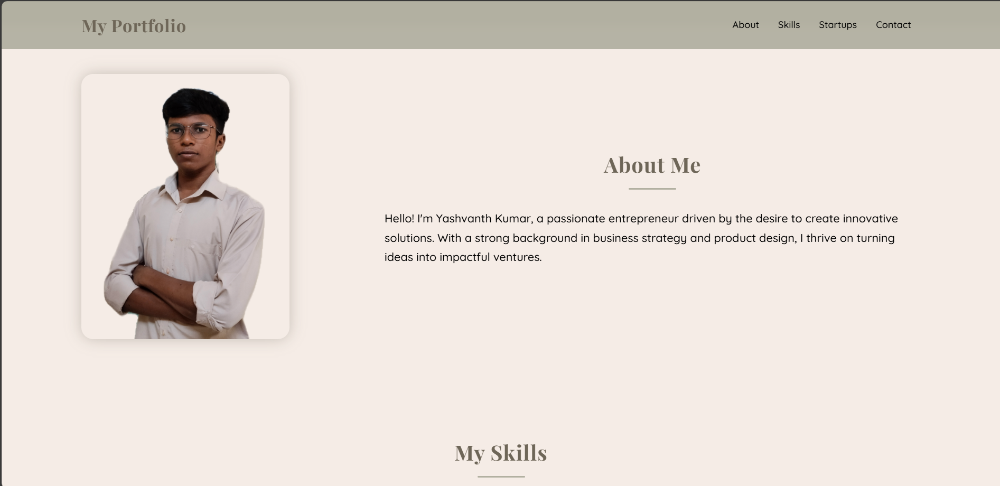 My Portfolio
About Skills Startups Contact
About Me
Hello! I'm Yashvanth Kumar, a passionate entrepreneur driven by the desire to create innovative
solutions. With a strong background in business strategy and product design, I thrive on turning
ideas into impactful ventures.
My Skills